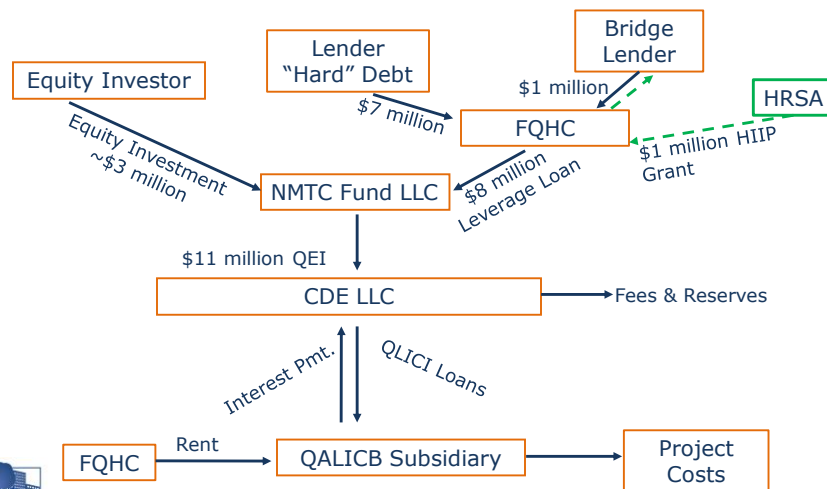 Bridge
Lender
Lender
“Hard” Debt
Equity Investor
$1 million
HRSA
$7 million
FQHC
$1 million HIIP
Grant
Equity Investment
~$3 million
$8 million
Leverage Loan
NMTC Fund LLC
$11 million QEI
CDE LLC
Fees & Reserves
Interest Pmt.
QLICI Loans
FQHC
Rent
QALICB Subsidiary
Project
Costs